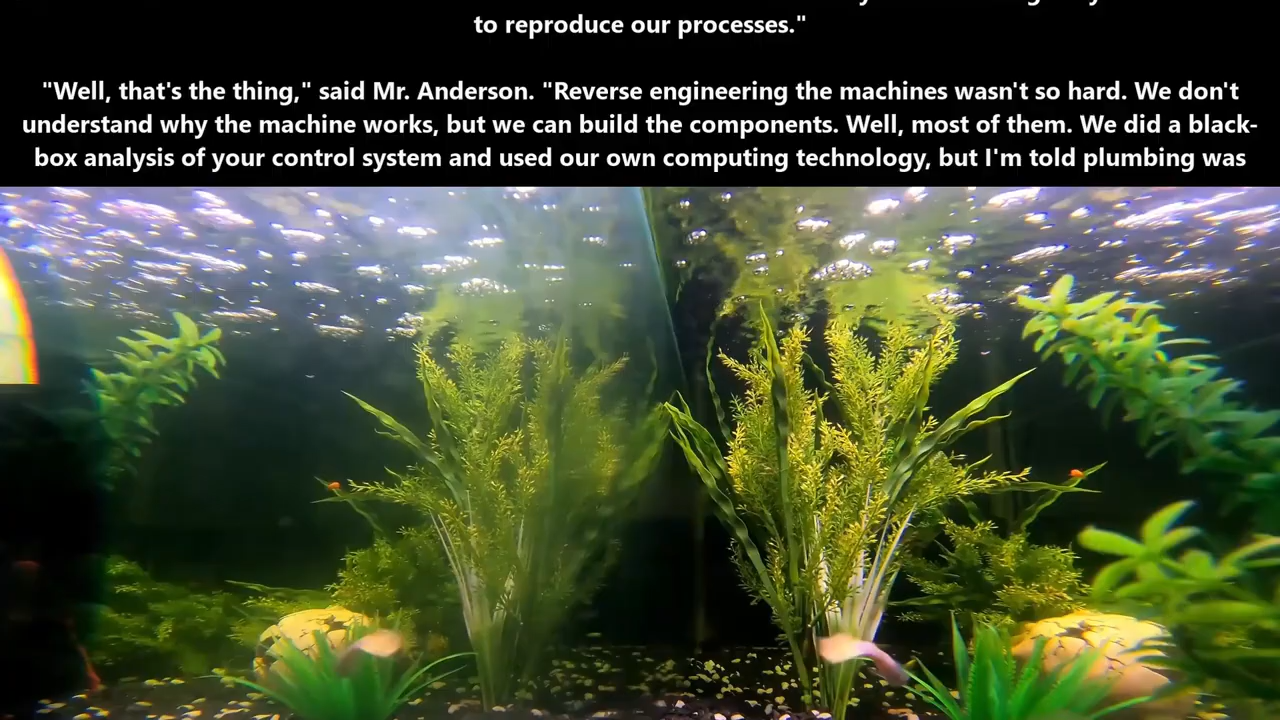 to reproduce our processes."
"Well, that's the thing," said Mr. Anderson. "Reverse engineering the machines wasn't so hard. We don't
understand why the machine works, but we can build the components. Well, most of them. We did a black-
box analysis of your control system and used our own computing technology, but I'm told plumbing was